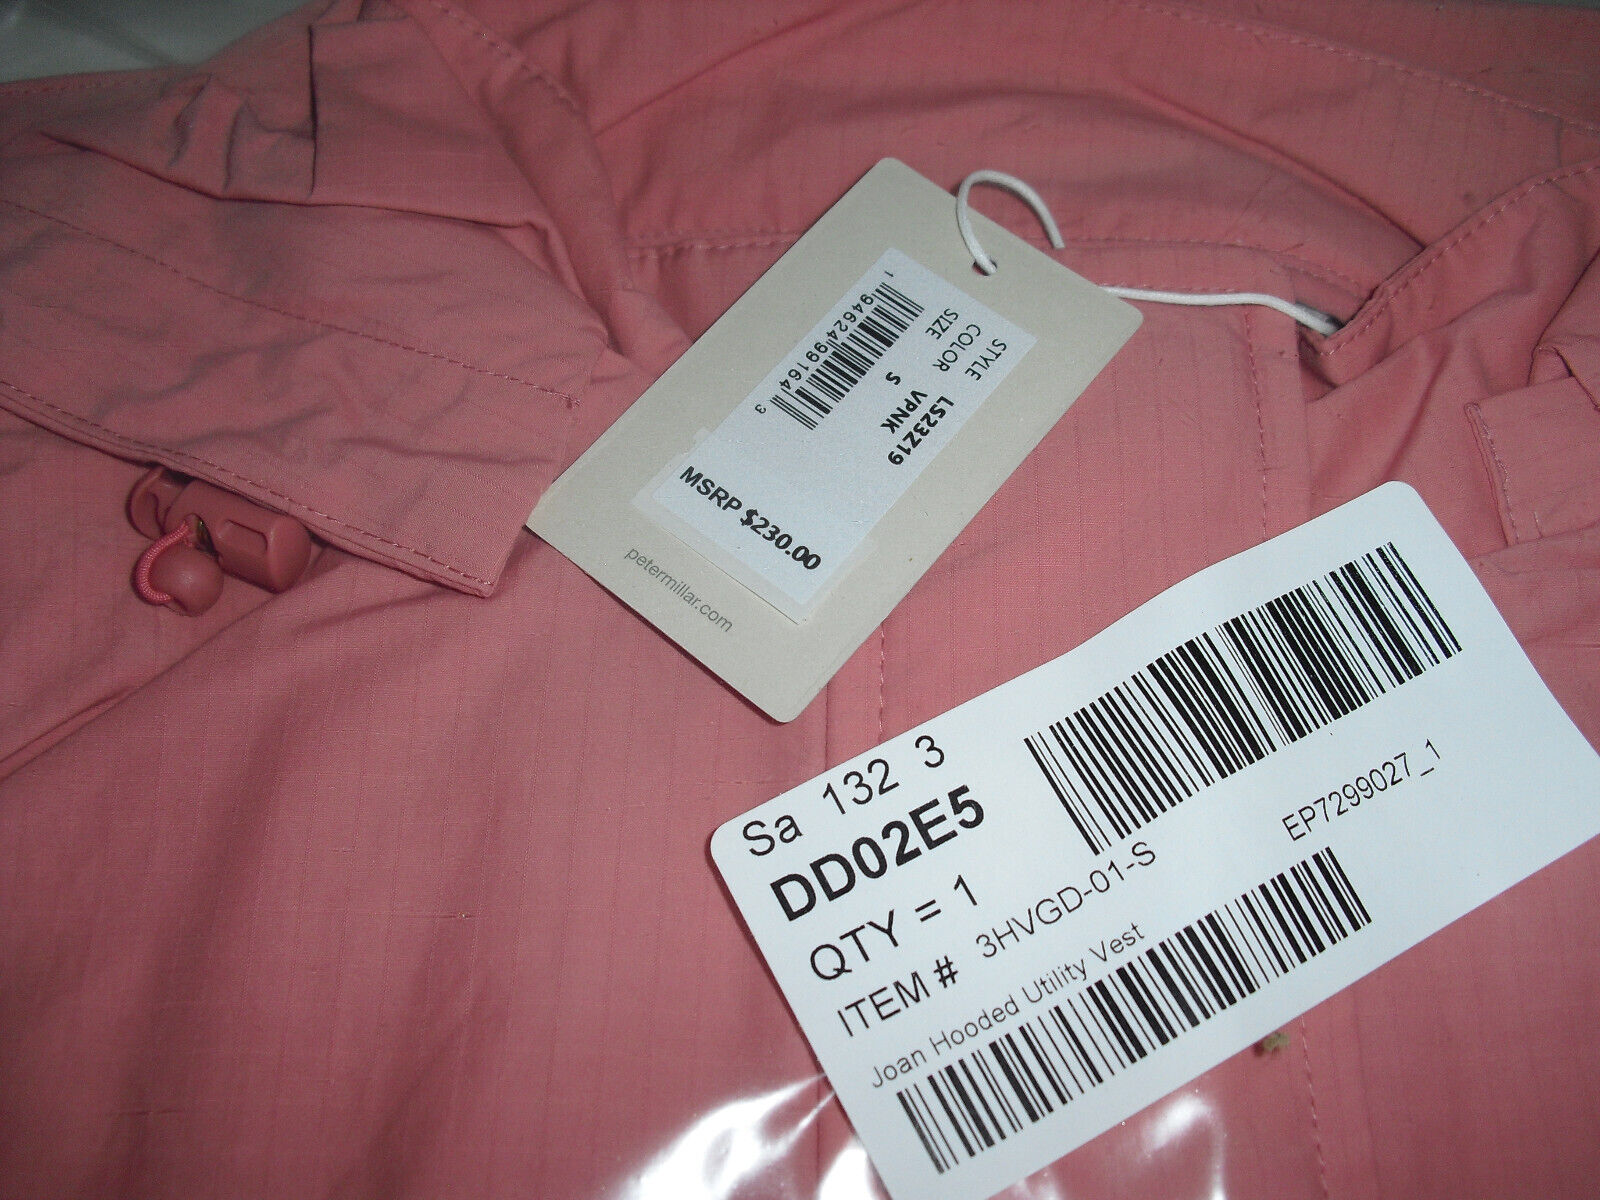 STYLE LS23Z19
COLOR VPNK
SIZE S
1 94624 99164 3
MSRP $230.00
petermillar.com
Sa 132 3
DD02E5
QTY = 1
ITEM # 3HVGD-01-S
EP7299027_1
Joan Hooded Utility Vest